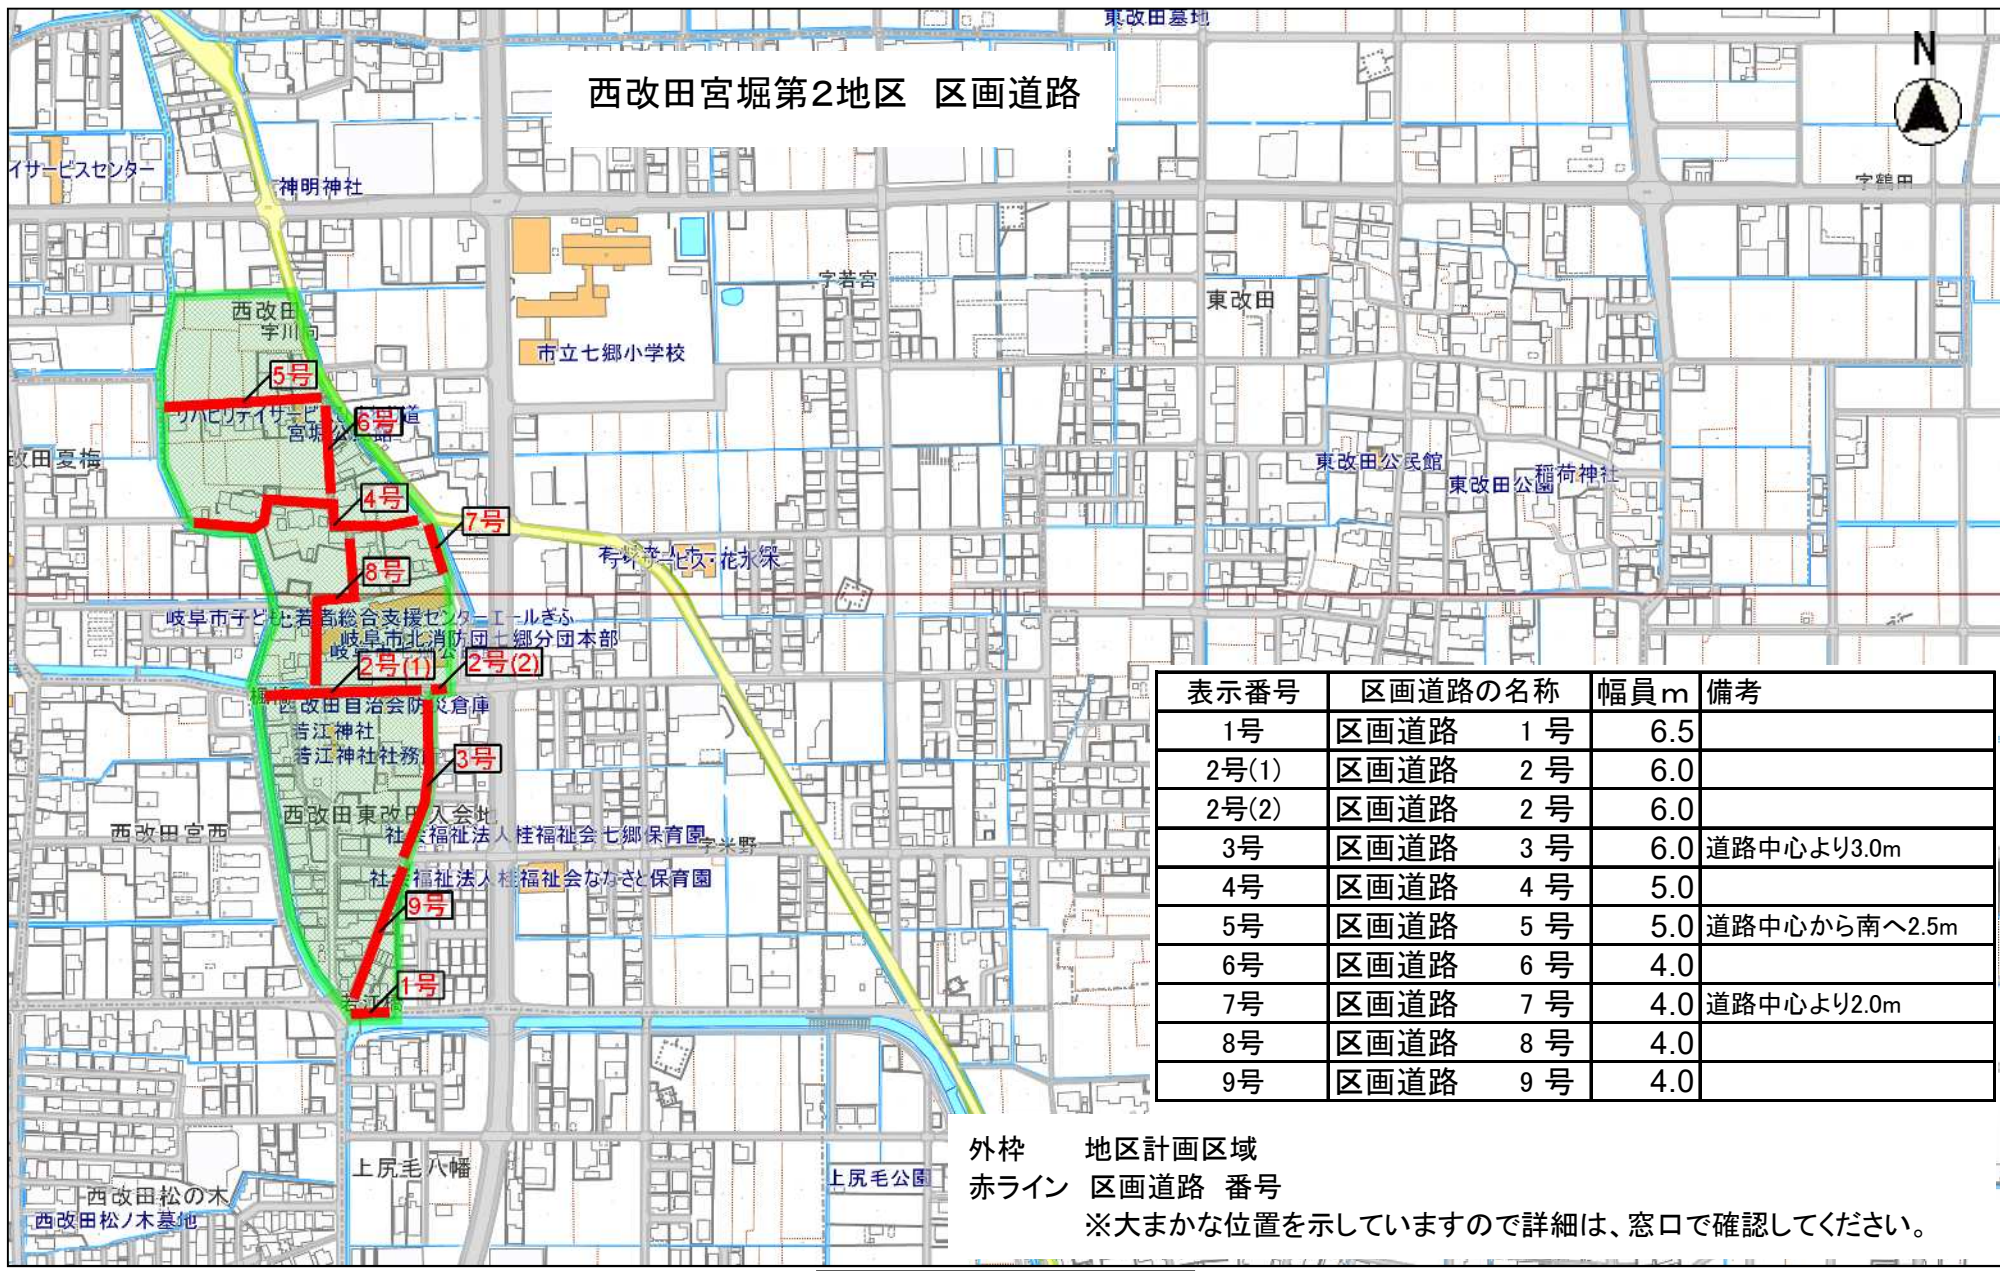 東改田墓地
西改田宮堀第2地区　区画道路
N
イサービスセンター
神明神社
字鶴田
字若宮
東改田
西改田
字川向
市立七郷小学校
5号
6号
改田夏梅
東改田公民館
東改田公園
稲荷神社
4号
7号
8号
岐阜市子ども・若者総合支援センターエールぎふ
岐阜市北消防団七郷分団本部
2号(1)
2号(2)
西改田自治会防災倉庫
若江神社
若江神社社務所
3号
西改田東改田入会地
西改田宮西
社会福祉法人桂福祉会七郷保育園
字米野
社会福祉法人桂福祉会ななさと保育園
9号
1号
表示番号 区画道路の名称 幅員m 備考
1号 区画道路 1 号 6.5
2号(1) 区画道路 2 号 6.0
2号(2) 区画道路 2 号 6.0
3号 区画道路 3 号 6.0 道路中心より3.0m
4号 区画道路 4 号 5.0
5号 区画道路 5 号 5.0 道路中心から南へ2.5m
6号 区画道路 6 号 4.0
7号 区画道路 7 号 4.0 道路中心より2.0m
8号 区画道路 8 号 4.0
9号 区画道路 9 号 4.0
外枠　地区計画区域
赤ライン　区画道路　番号
※大まかな位置を示していますので詳細は、窓口で確認してください。
上尻毛八幡
上尻毛公園
西改田松の木
西改田松ノ木墓地